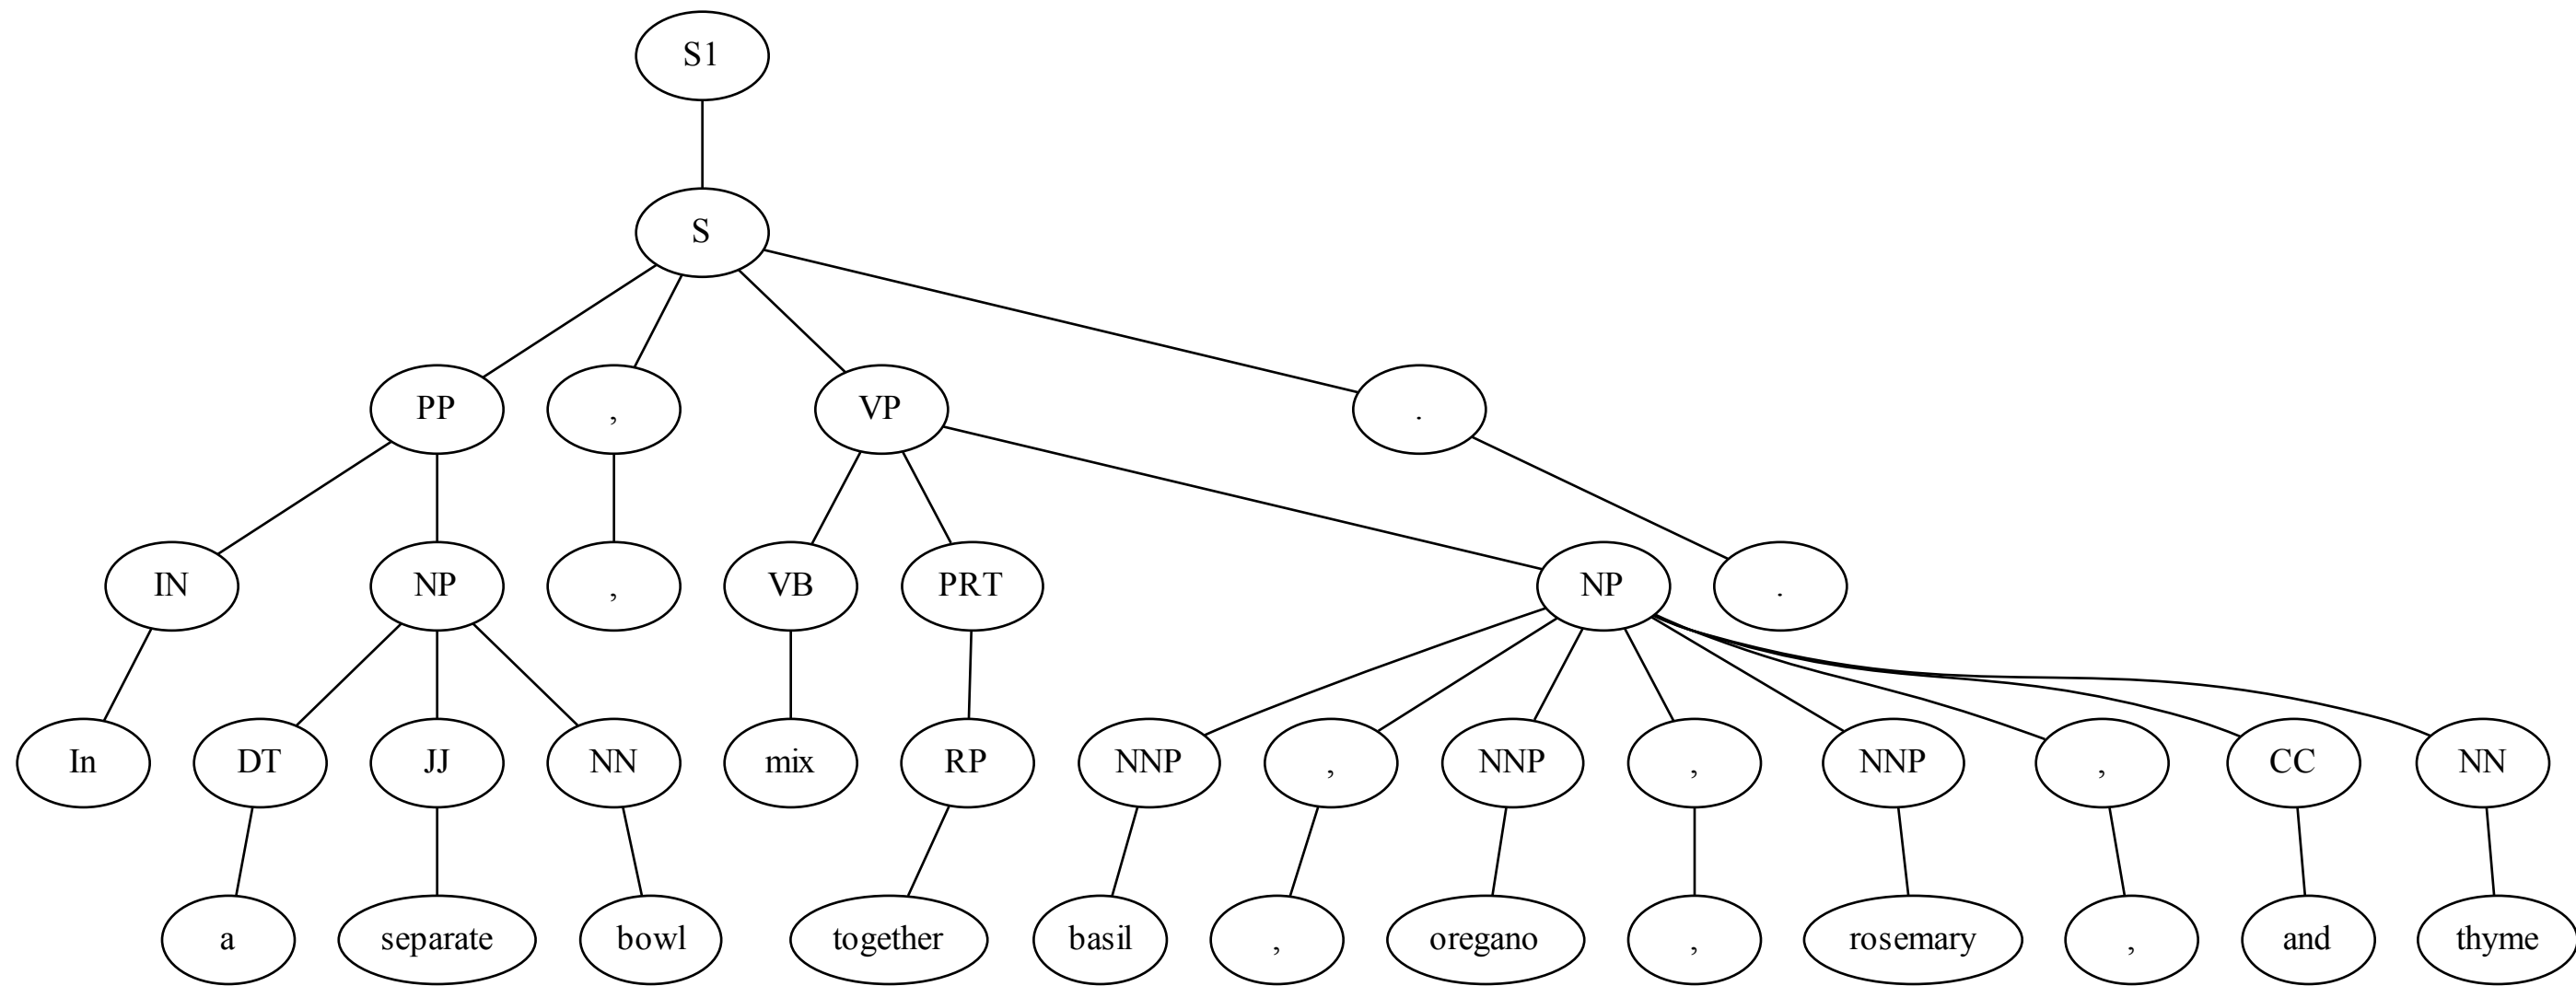 S1
S
PP , VP .
IN NP , VB PRT NP .
In DT JJ NN mix RP NNP , NNP , NNP , CC NN
a separate bowl together basil , oregano , rosemary , and thyme